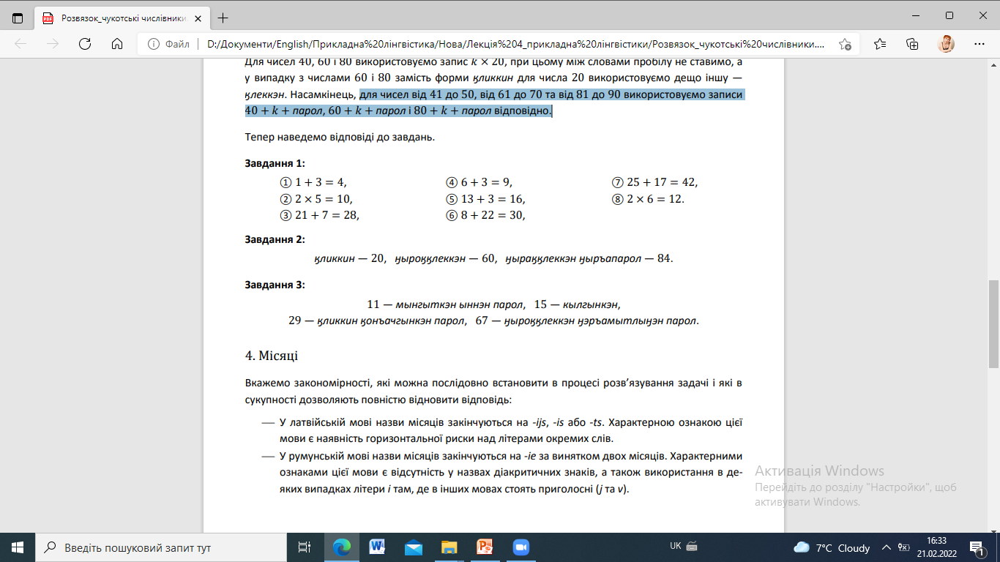 Розвязок_чукотські числівники.
Файл
D:/Документи/English/Прикладна%20лінгвістика/Нова/Лекція%204_прикладна%20лінгвістики/Розвязок_чукотські%20числівники....
Для чисел 40, 60 і 80 використовуємо запис k × 20, при цьому між словами пробілу не ставимо, а
у випадку з числами 60 і 80 замість форми ӄликкин для числа 20 використовуємо дещо іншу —
ӄлеккэн. Насамкінець, для чисел від 41 до 50, від 61 до 70 та від 81 до 90 використовуємо записи
40 + k + парол, 60 + k + парол і 80 + k + парол відповідно.
Тепер наведемо відповіді до завдань.
Завдання 1:
① 1 + 3 = 4, ④ 6 + 3 = 9, ⑦ 25 + 17 = 42,
② 2 × 5 = 10, ⑤ 13 + 3 = 16, ⑧ 2 × 6 = 12.
③ 21 + 7 = 28, ⑥ 8 + 22 = 30,
Завдання 2:
ӄликкин — 20, ӈыроӄӄлеккэн — 60, ӈыраӄӄлеккэн ӈыръапарол — 84.
Завдання 3:
11 — мынгыткэн ыннэн парол, 15 — кылгынкэн,
29 — ӄликкин ӄонъачгынкэн парол, 67 — ӈыроӄӄлеккэн ӈэръамытлыӈэн парол.
4. Місяці
Вкажемо закономірності, які можна послідовно встановити в процесі розв’язування задачі і які в
сукупності дозволяють повністю відновити відповідь:
— У латвійській мові назви місяців закінчуються на -ijs, -is або -ts. Характерною ознакою цієї
мови є наявність горизонтальної риски над літерами окремих слів.
— У румунській мові назви місяців закінчуються на -ie за винятком двох місяців. Характерними
ознаками цієї мови є відсутність у назвах діакритичних знаків, а також використання в де-
яких випадках літери i там, де в інших мовах стоять приголосні (j та v).
Активація Windows
Перейдіть до розділу "Настройки", щоб
активувати Windows.
Введіть пошуковий запит тут
UK
7°C Cloudy
16:33
21.02.2022
1